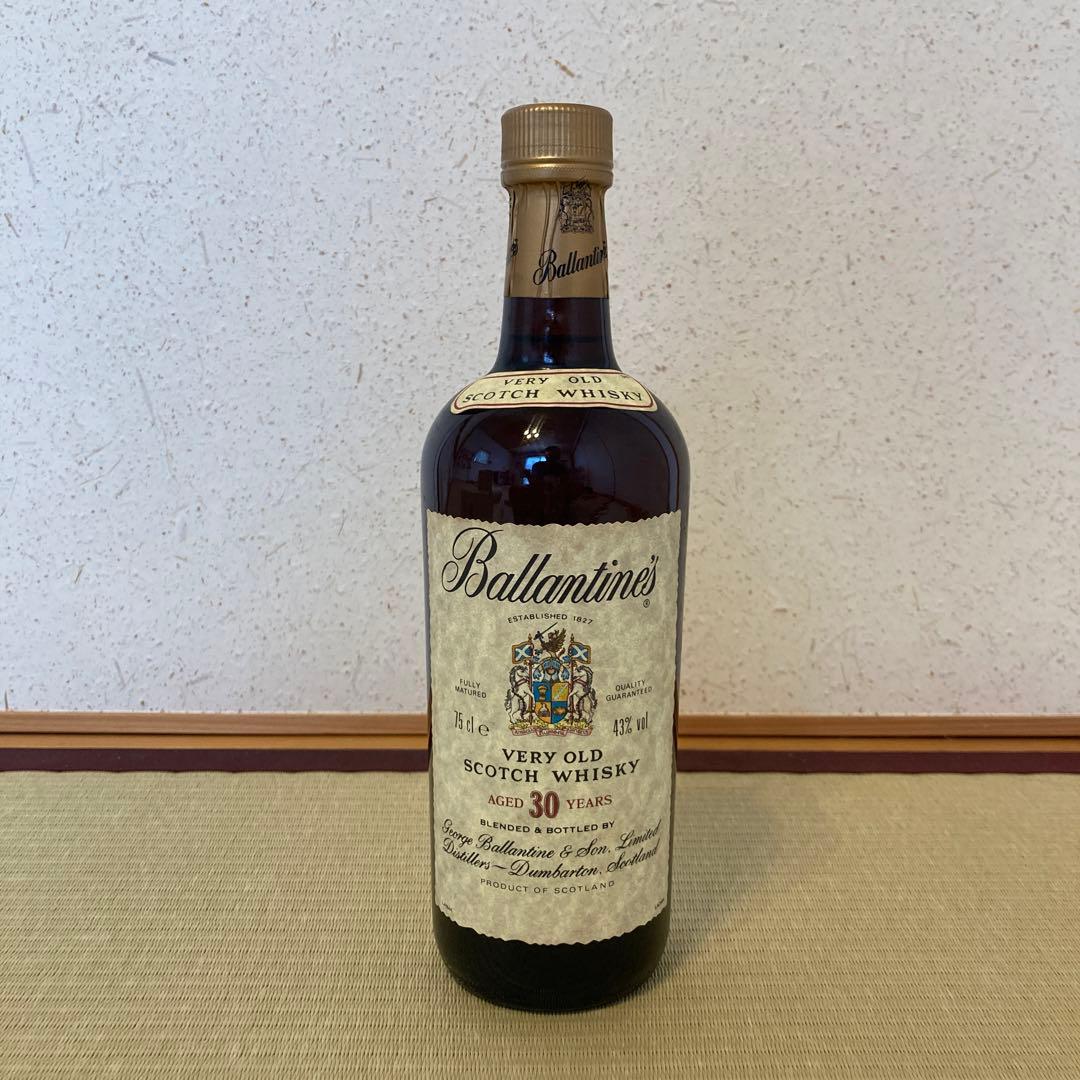 Ballantine's
VERY OLD
SCOTCH WHISKY
Ballantine's
®
ESTABLISHED 1827
FULLY
MATURED
QUALITY
GUARANTEED
75 cl e
43% vol
VERY OLD
SCOTCH WHISKY
AGED 30 YEARS
BLENDED & BOTTLED BY
George Ballantine & Son, Limited
Distillers—Dumbarton, Scotland
PRODUCT OF SCOTLAND